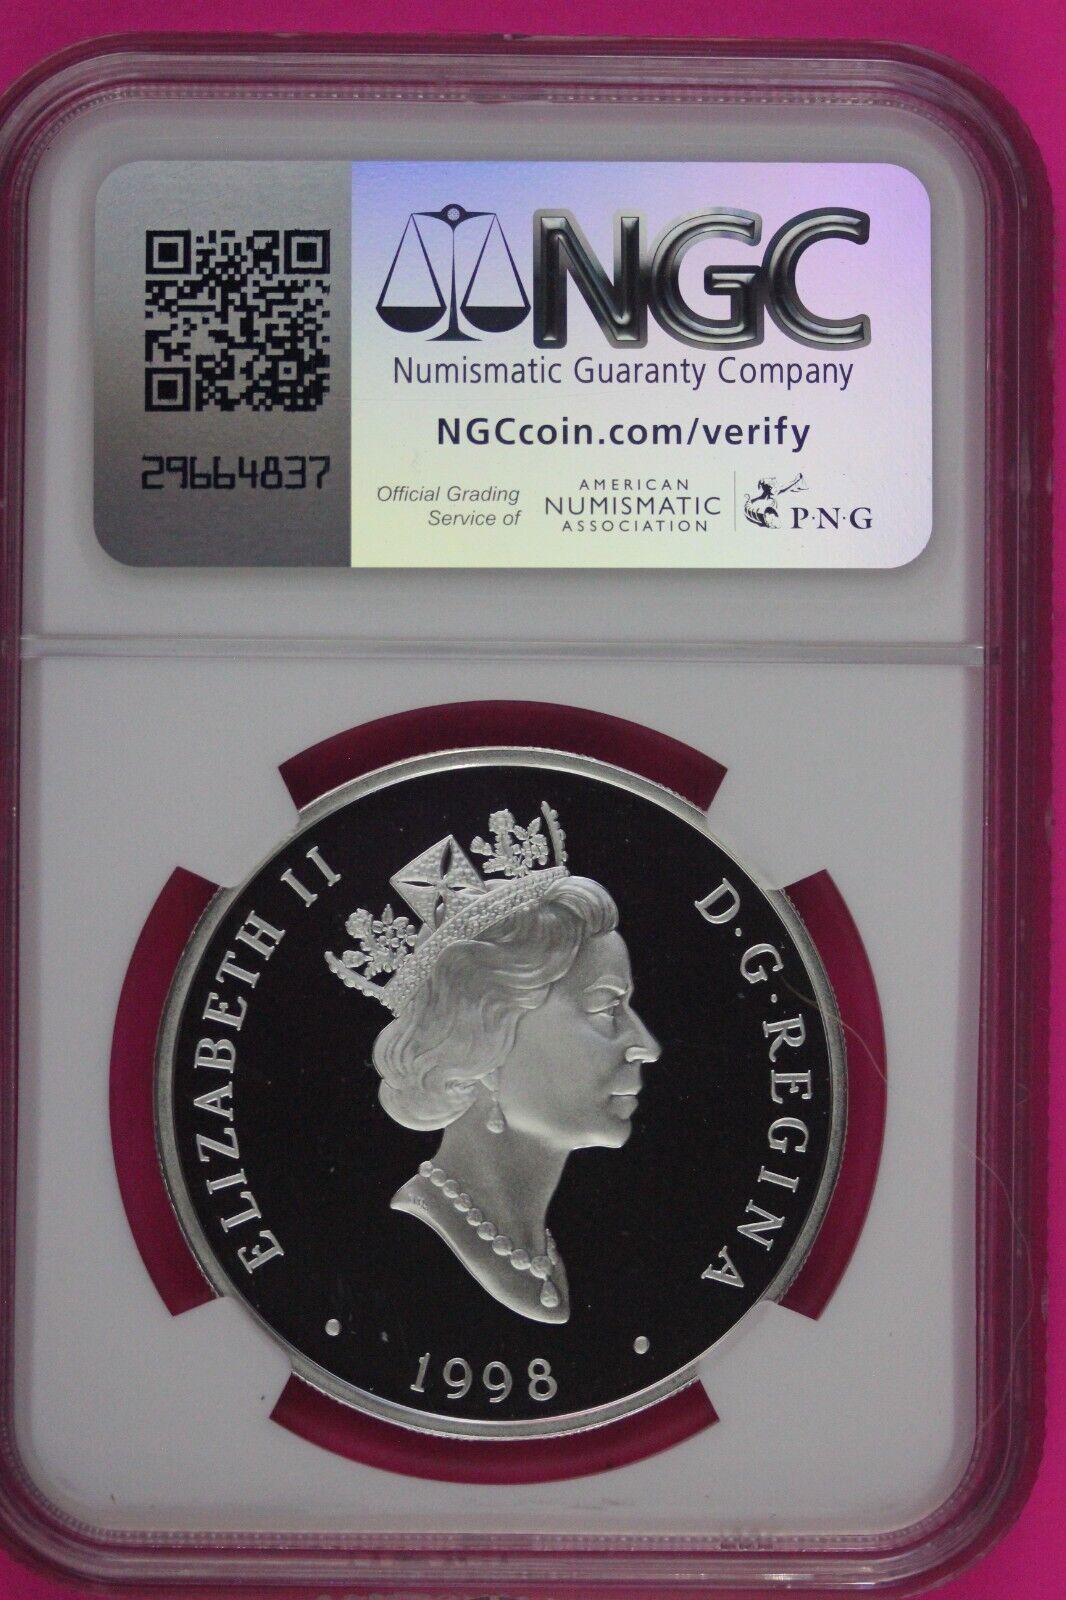 NGC
Numismatic Guaranty Company
NGCcoin.com/verify
29664837
Official Grading
Service of
AMERICAN
NUMISMATIC
ASSOCIATION
P·N·G
ELIZABETH II
D·G·REGINA
1998